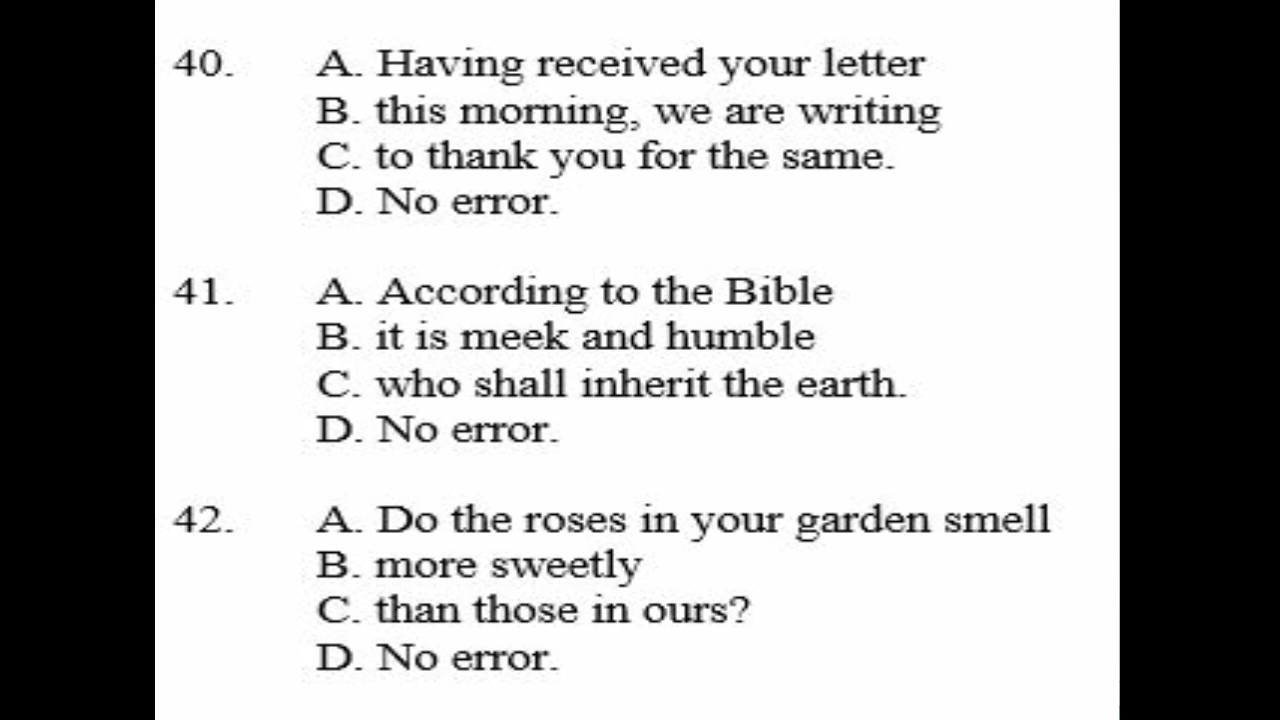 40. A. Having received your letter
B. this morning, we are writing
C. to thank you for the same.
D. No error.
41. A. According to the Bible
B. it is meek and humble
C. who shall inherit the earth.
D. No error.
42. A. Do the roses in your garden smell
B. more sweetly
C. than those in ours?
D. No error.